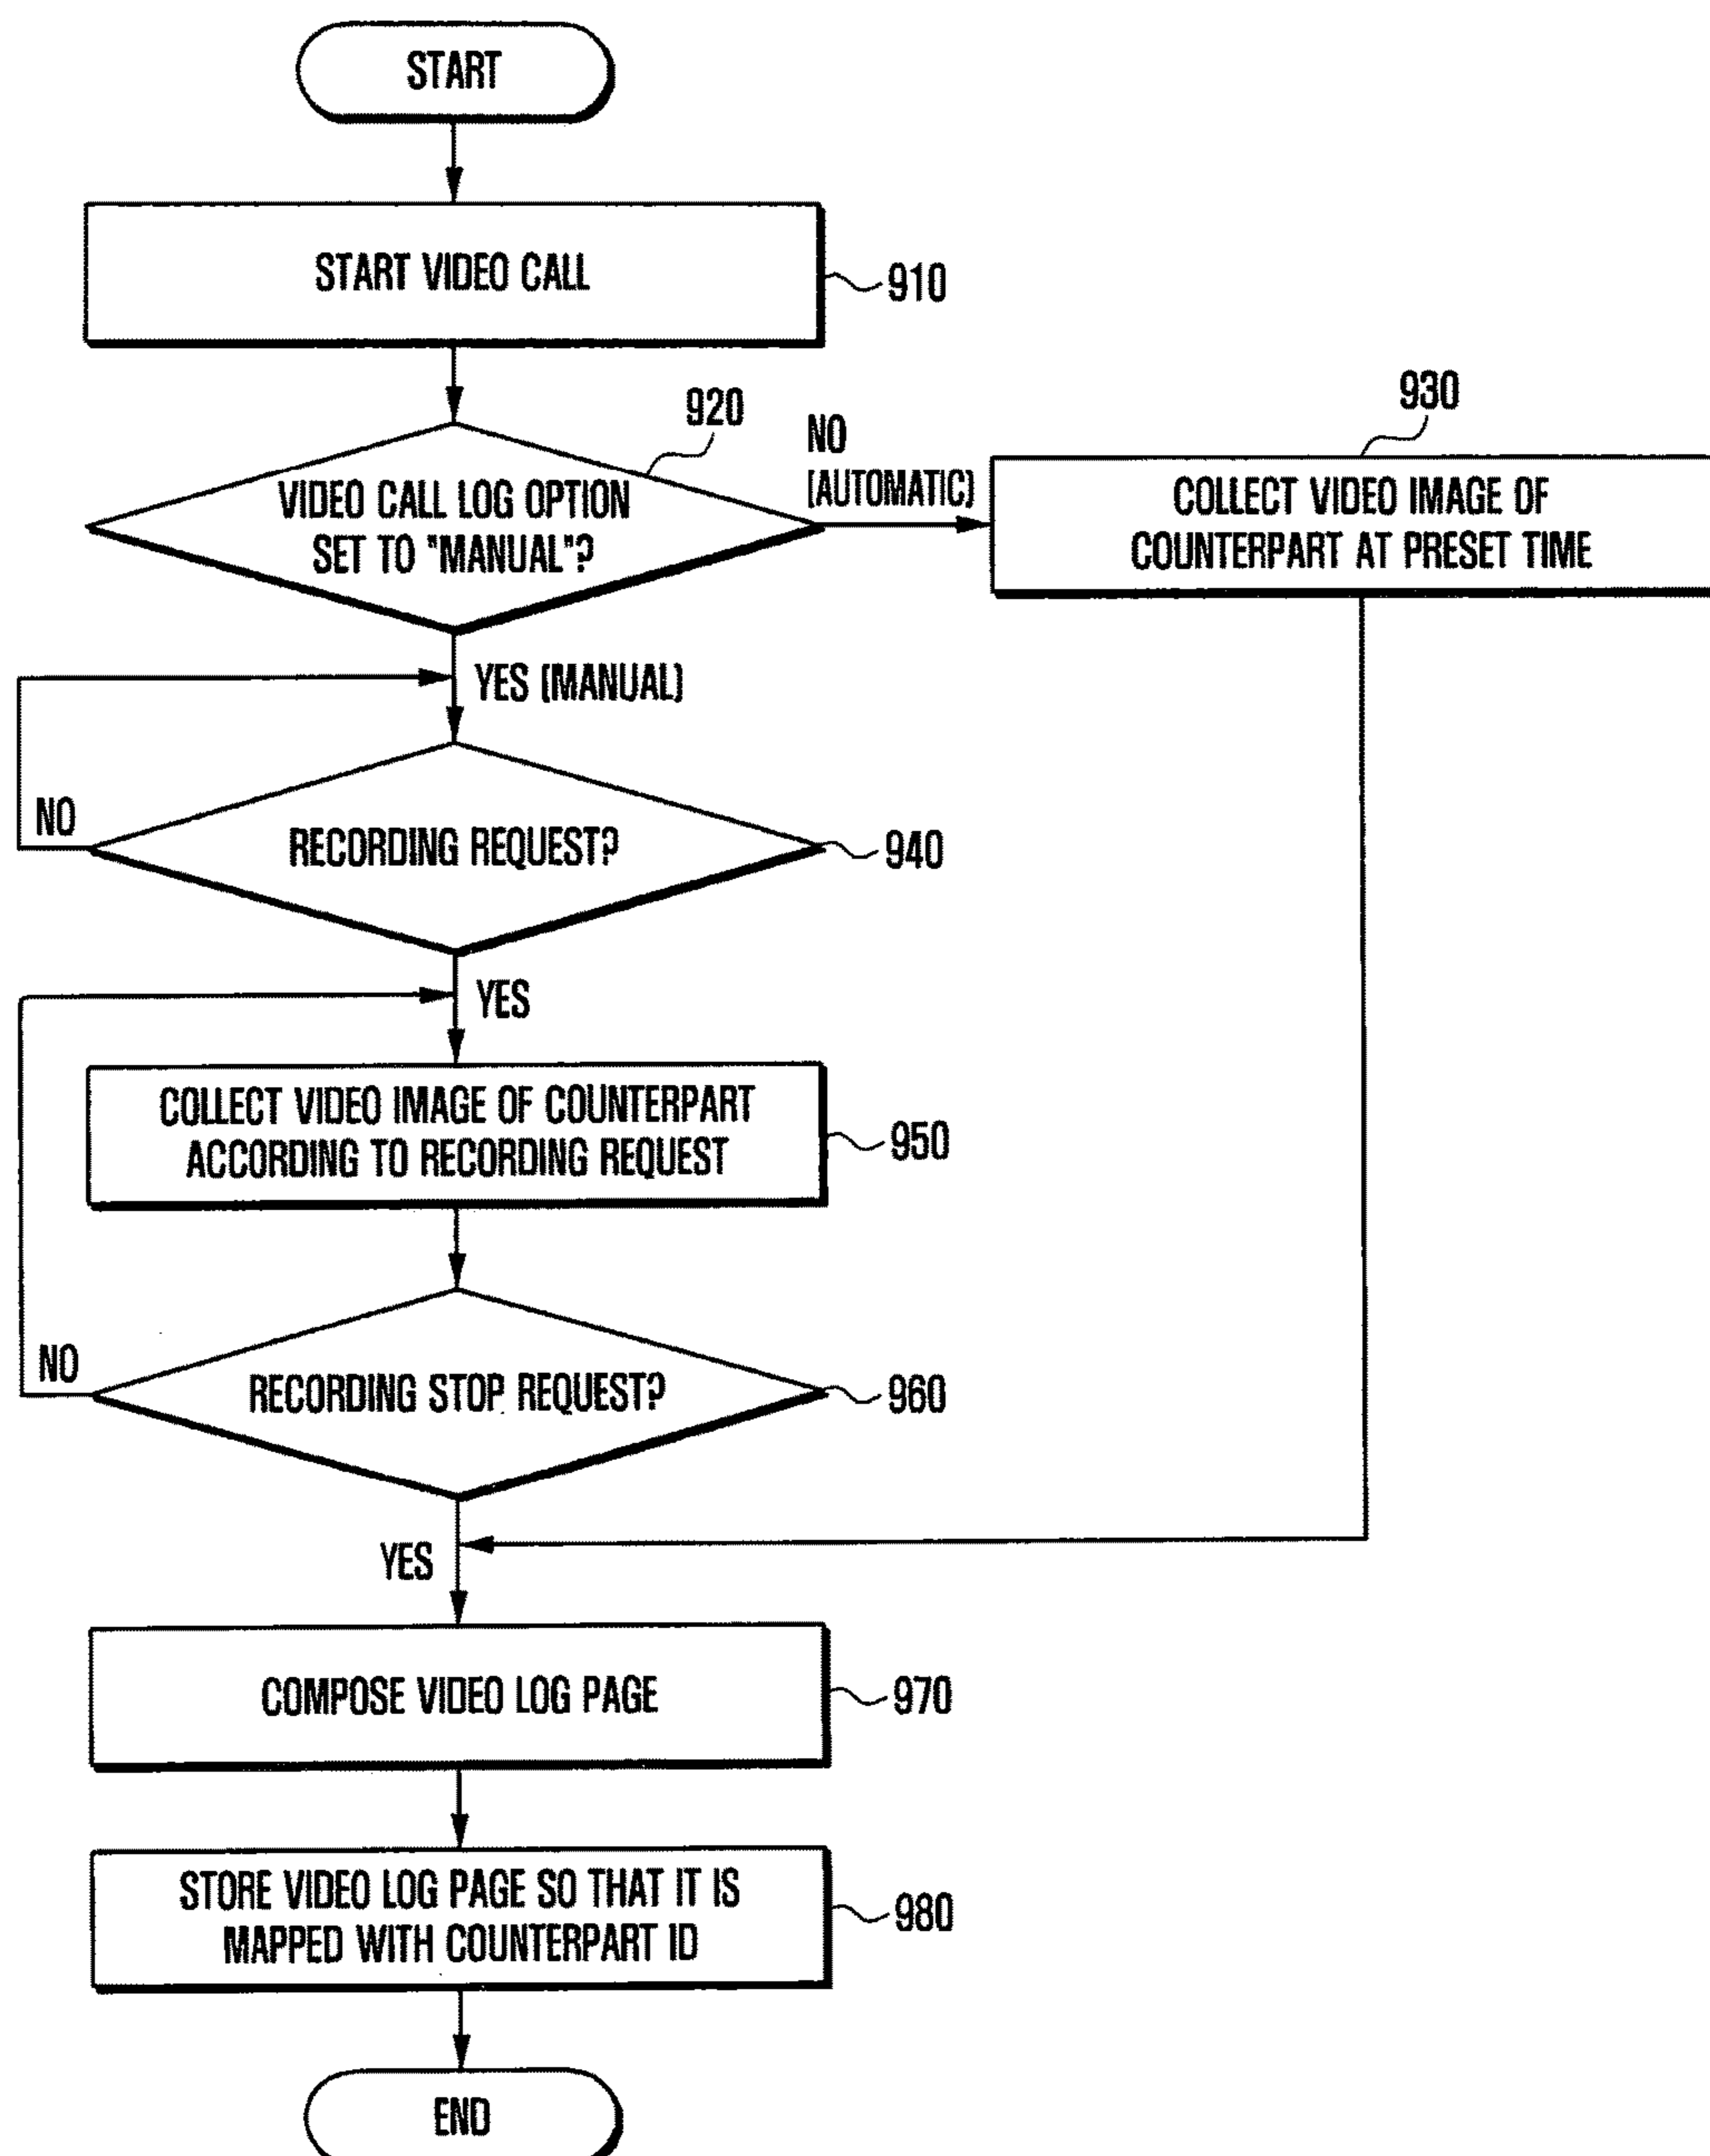 START
START VIDEO CALL
910
920
NO
(AUTOMATIC)
930
VIDEO CALL LOG OPTION
SET TO "MANUAL"?
COLLECT VIDEO IMAGE OF
COUNTERPART AT PRESET TIME
YES (MANUAL)
NO
RECORDING REQUEST?
940
YES
COLLECT VIDEO IMAGE OF COUNTERPART
ACCORDING TO RECORDING REQUEST
950
NO
RECORDING STOP REQUEST?
960
YES
COMPOSE VIDEO LOG PAGE
970
STORE VIDEO LOG PAGE SO THAT IT IS
MAPPED WITH COUNTERPART ID
980
END